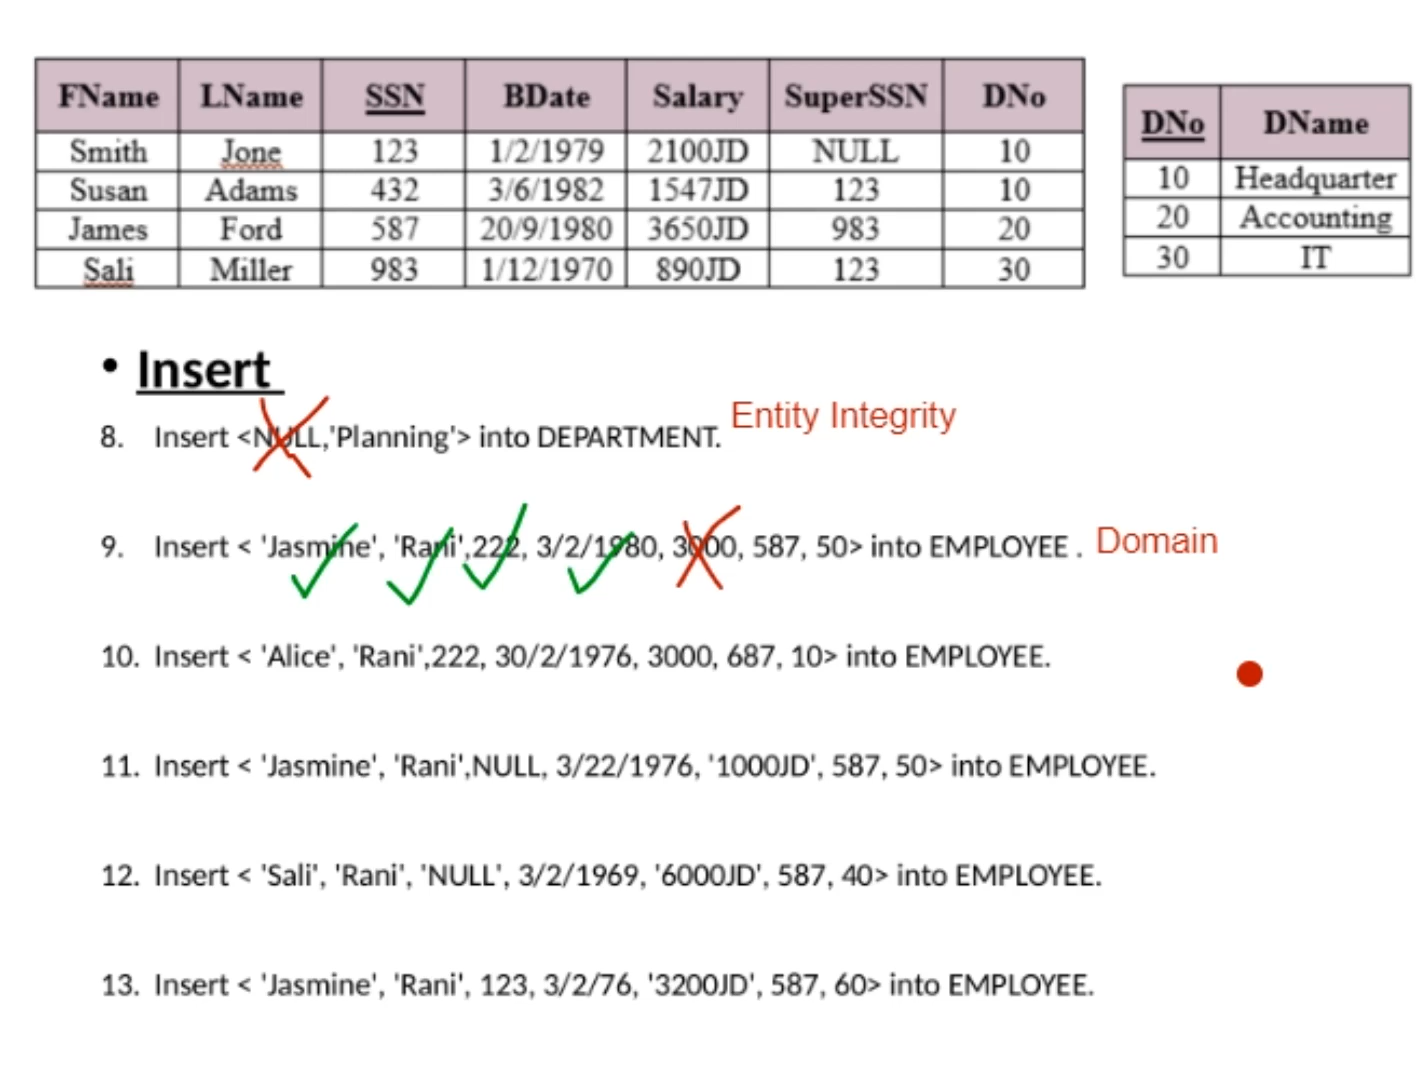 FName LName SSN BDate Salary SuperSSN DNo
Smith Jone 123 1/2/1979 2100JD NULL 10
Susan Adams 432 3/6/1982 1547JD 123 10
James Ford 587 20/9/1980 3650JD 983 20
Sali Miller 983 1/12/1970 890JD 123 30
DNo DName
10 Headquarter
20 Accounting
30 IT
• Insert
8. Insert <NULL,'Planning'> into DEPARTMENT. Entity Integrity
9. Insert < 'Jasmine', 'Rani',222, 3/2/1980, 3000, 587, 50> into EMPLOYEE . Domain
10. Insert < 'Alice', 'Rani',222, 30/2/1976, 3000, 687, 10> into EMPLOYEE.
11. Insert < 'Jasmine', 'Rani',NULL, 3/22/1976, '1000JD', 587, 50> into EMPLOYEE.
12. Insert < 'Sali', 'Rani', 'NULL', 3/2/1969, '6000JD', 587, 40> into EMPLOYEE.
13. Insert < 'Jasmine', 'Rani', 123, 3/2/76, '3200JD', 587, 60> into EMPLOYEE.